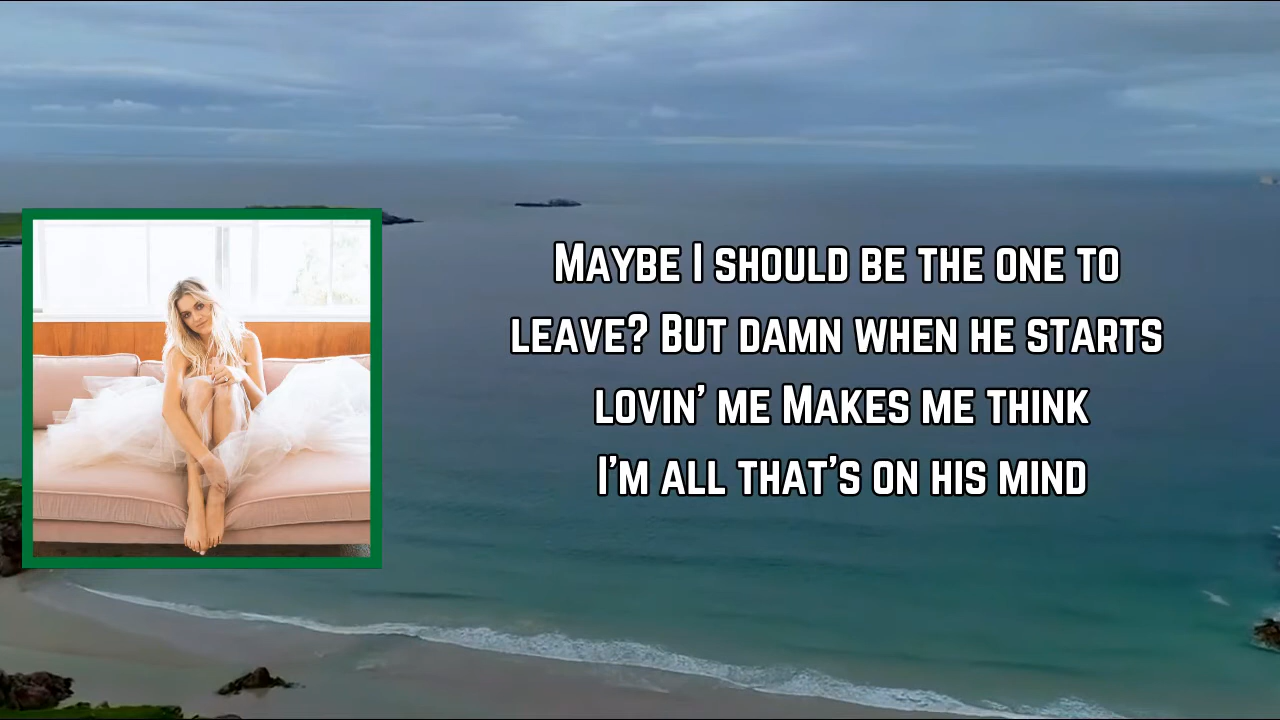 Maybe I should be the one to
leave? But damn when he starts
lovin' me Makes me think
I'm all that's on his mind